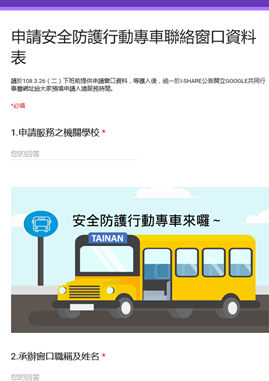 申請安全防護行動專車聯絡窗口資料
表
請於108.3.26（二）下班前提供申請窗口資料，等匯入後，統一於I-SHARE公告開立GOOGLE共同行
事曆網址給大家預填申請入場服務時間。
*必填
1.申請服務之機關學校 *
您的回答
安全防護行動專車來囉～
TAINAN
2.承辦窗口職稱及姓名 *
您的回答